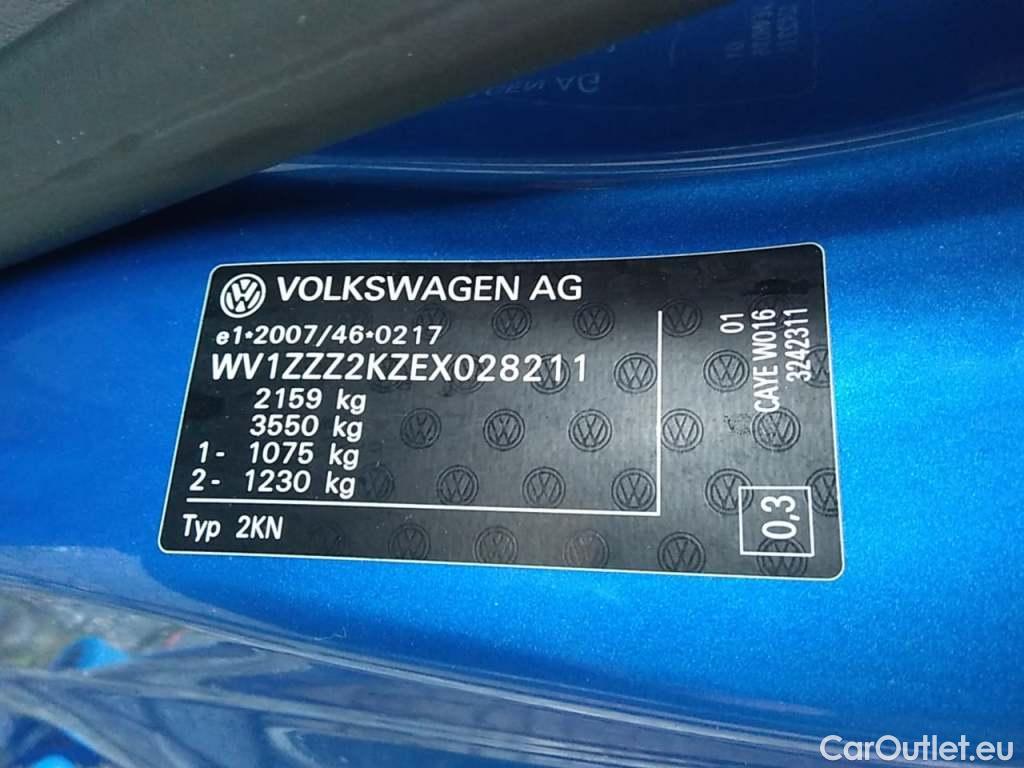 VOLKSWAGEN AG
e1*2007/46*0217
WV1ZZZ2KZEX028211
2159 kg
3550 kg
1- 1075 kg
2- 1230 kg
Typ 2KN
01
CAYE W016
3242311
0,3
CarOutlet.eu